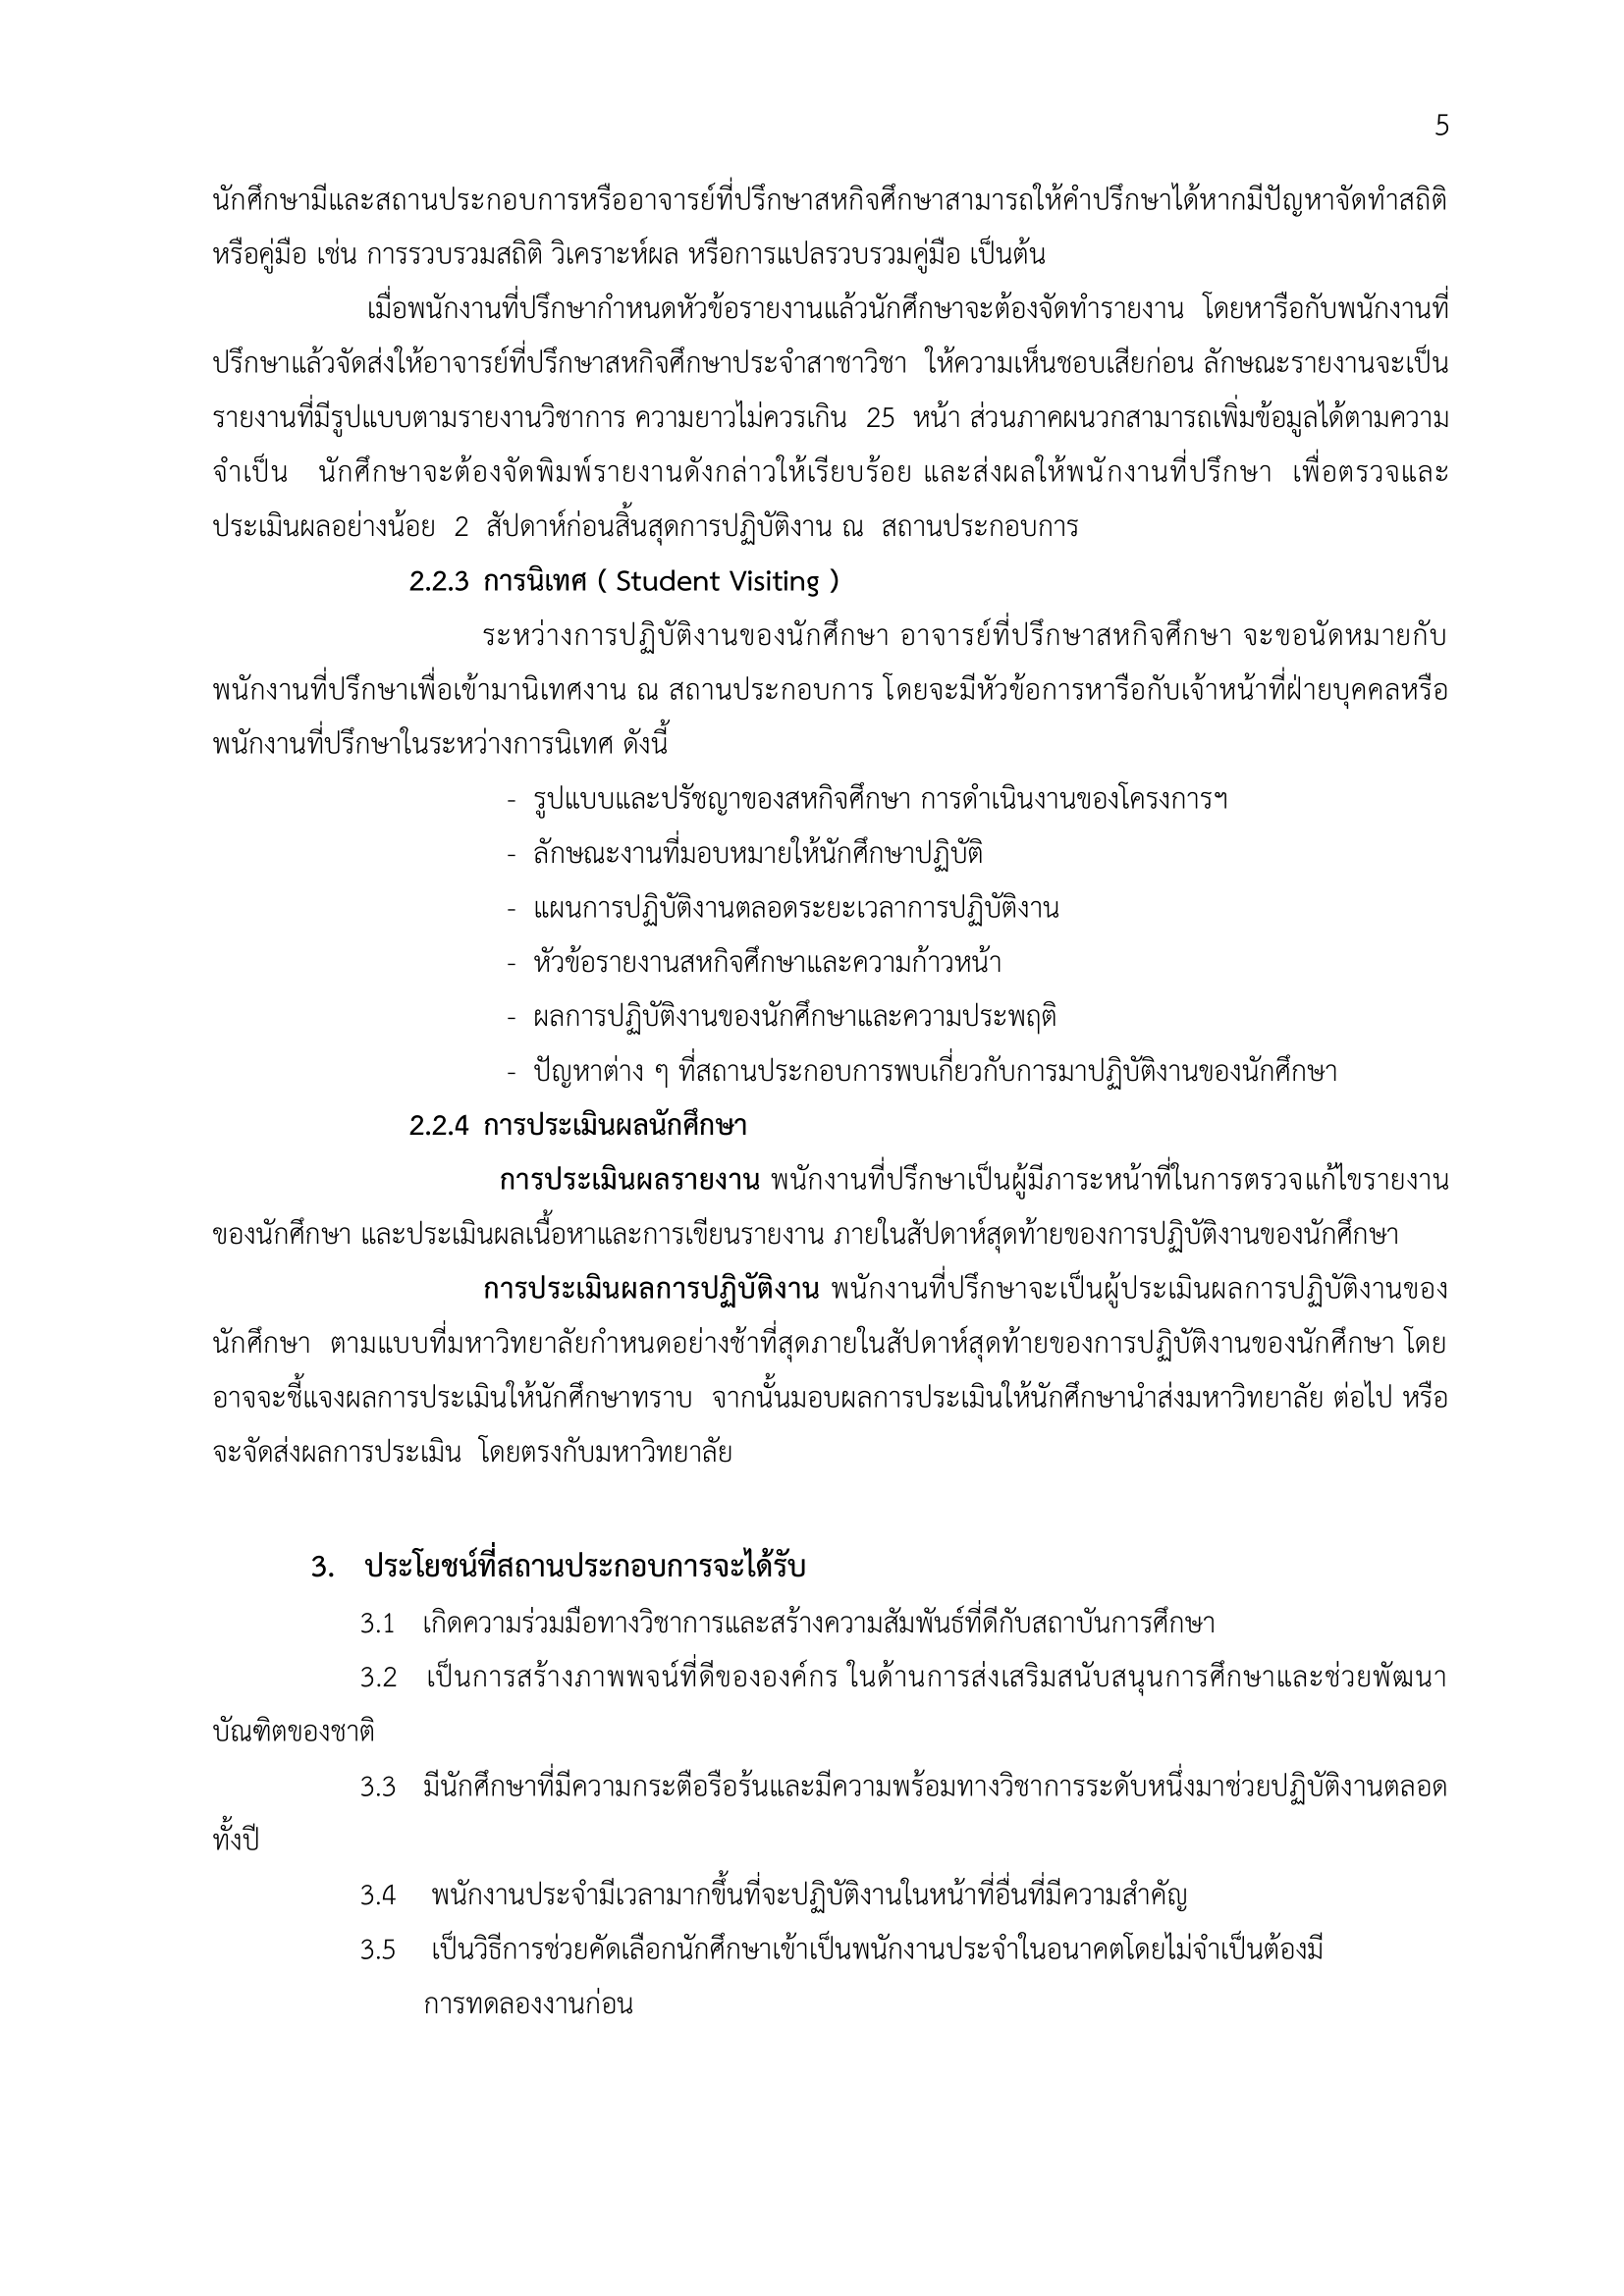 5
นักศึกษามีและสถานประกอบการหรืออาจารย์ที่ปรึกษาสหกิจศึกษาสามารถให้คำปรึกษาได้หากมีปัญหาจัดทำสถิติ
หรือคู่มือ เช่น การรวบรวมสถิติ วิเคราะห์ผล หรือการแปลรวบรวมคู่มือ เป็นต้น
เมื่อพนักงานที่ปรึกษากำหนดหัวข้อรายงานแล้วนักศึกษาจะต้องจัดทำรายงาน โดยหารือกับพนักงานที่
ปรึกษาแล้วจัดส่งให้อาจารย์ที่ปรึกษาสหกิจศึกษาประจำสาชาวิชา ให้ความเห็นชอบเสียก่อน ลักษณะรายงานจะเป็น
รายงานที่มีรูปแบบตามรายงานวิชาการ ความยาวไม่ควรเกิน 25 หน้า ส่วนภาคผนวกสามารถเพิ่มข้อมูลได้ตามความ
จำเป็น นักศึกษาจะต้องจัดพิมพ์รายงานดังกล่าวให้เรียบร้อย และส่งผลให้พนักงานที่ปรึกษา เพื่อตรวจและ
ประเมินผลอย่างน้อย 2 สัปดาห์ก่อนสิ้นสุดการปฏิบัติงาน ณ สถานประกอบการ
2.2.3 การนิเทศ ( Student Visiting )
ระหว่างการปฏิบัติงานของนักศึกษา อาจารย์ที่ปรึกษาสหกิจศึกษา จะขอนัดหมายกับ
พนักงานที่ปรึกษาเพื่อเข้ามานิเทศงาน ณ สถานประกอบการ โดยจะมีหัวข้อการหารือกับเจ้าหน้าที่ฝ่ายบุคคลหรือ
พนักงานที่ปรึกษาในระหว่างการนิเทศ ดังนี้
- รูปแบบและปรัชญาของสหกิจศึกษา การดำเนินงานของโครงการฯ
- ลักษณะงานที่มอบหมายให้นักศึกษาปฏิบัติ
- แผนการปฏิบัติงานตลอดระยะเวลาการปฏิบัติงาน
- หัวข้อรายงานสหกิจศึกษาและความก้าวหน้า
- ผลการปฏิบัติงานของนักศึกษาและความประพฤติ
- ปัญหาต่าง ๆ ที่สถานประกอบการพบเกี่ยวกับการมาปฏิบัติงานของนักศึกษา
2.2.4 การประเมินผลนักศึกษา
การประเมินผลรายงาน พนักงานที่ปรึกษาเป็นผู้มีภาระหน้าที่ในการตรวจแก้ไขรายงาน
ของนักศึกษา และประเมินผลเนื้อหาและการเขียนรายงาน ภายในสัปดาห์สุดท้ายของการปฏิบัติงานของนักศึกษา
การประเมินผลการปฏิบัติงาน พนักงานที่ปรึกษาจะเป็นผู้ประเมินผลการปฏิบัติงานของ
นักศึกษา ตามแบบที่มหาวิทยาลัยกำหนดอย่างช้าที่สุดภายในสัปดาห์สุดท้ายของการปฏิบัติงานของนักศึกษา โดย
อาจจะชี้แจงผลการประเมินให้นักศึกษาทราบ จากนั้นมอบผลการประเมินให้นักศึกษานำส่งมหาวิทยาลัย ต่อไป หรือ
จะจัดส่งผลการประเมิน โดยตรงกับมหาวิทยาลัย
3. ประโยชน์ที่สถานประกอบการจะได้รับ
3.1 เกิดความร่วมมือทางวิชาการและสร้างความสัมพันธ์ที่ดีกับสถาบันการศึกษา
3.2 เป็นการสร้างภาพพจน์ที่ดีขององค์กร ในด้านการส่งเสริมสนับสนุนการศึกษาและช่วยพัฒนา
บัณฑิตของชาติ
3.3 มีนักศึกษาที่มีความกระตือรือร้นและมีความพร้อมทางวิชาการระดับหนึ่งมาช่วยปฏิบัติงานตลอด
ทั้งปี
3.4 พนักงานประจำมีเวลามากขึ้นที่จะปฏิบัติงานในหน้าที่อื่นที่มีความสำคัญ
3.5 เป็นวิธีการช่วยคัดเลือกนักศึกษาเข้าเป็นพนักงานประจำในอนาคตโดยไม่จำเป็นต้องมี
การทดลองงานก่อน